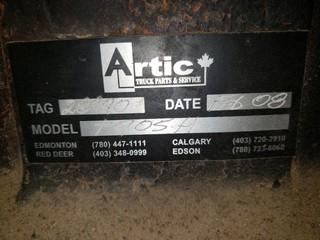 Artic
TRUCK PARTS & SERVICE
TAG DATE 08
MODEL
EDMONTON (780) 447-1111 CALGARY (403) 720-2910
RED DEER (403) 348-0999 EDSON (780) 723-6060